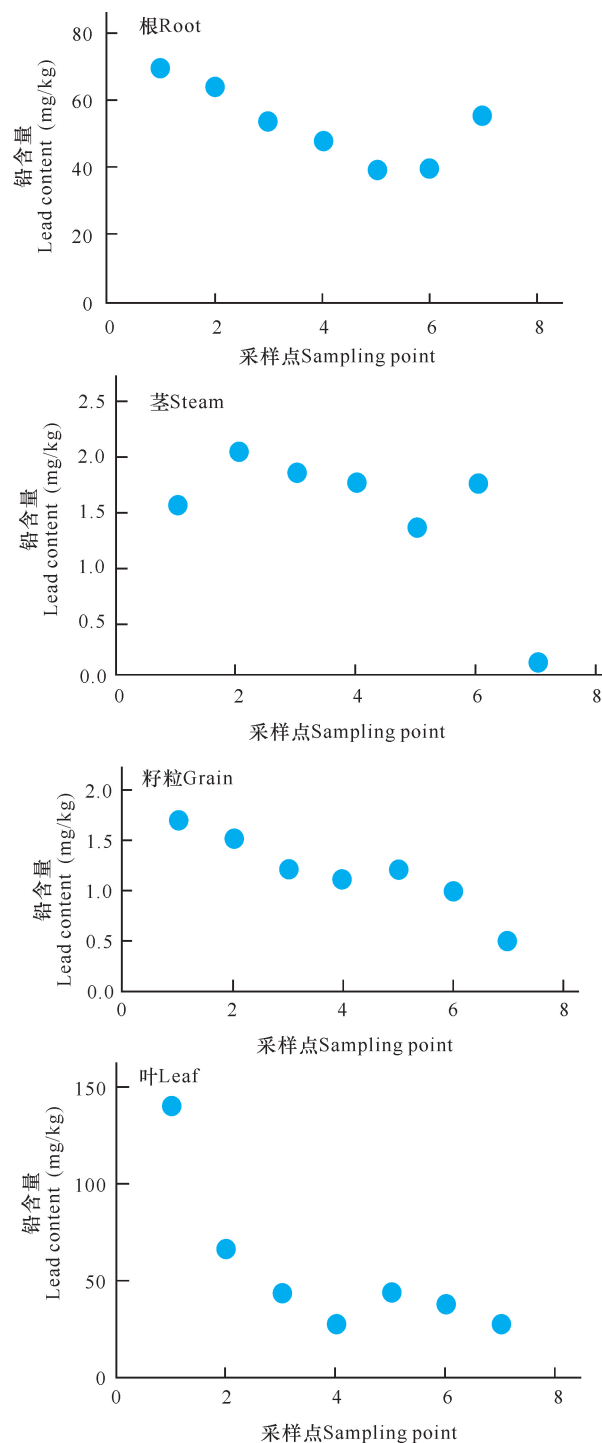 根Root
80
60
40
20
0
铅含量
Lead content (mg/kg)
0 2 4 6 8
采样点Sampling point
茎Steam
2.5
2.0
1.5
1.0
0.5
0.0
铅含量
Lead content (mg/kg)
0 2 4 6 8
采样点Sampling point
籽粒Grain
2.0
1.5
1.0
0.5
0.0
铅含量
Lead content (mg/kg)
0 2 4 6 8
采样点Sampling point
叶Leaf
150
100
50
0
铅含量
Lead content (mg/kg)
0 2 4 6 8
采样点Sampling point